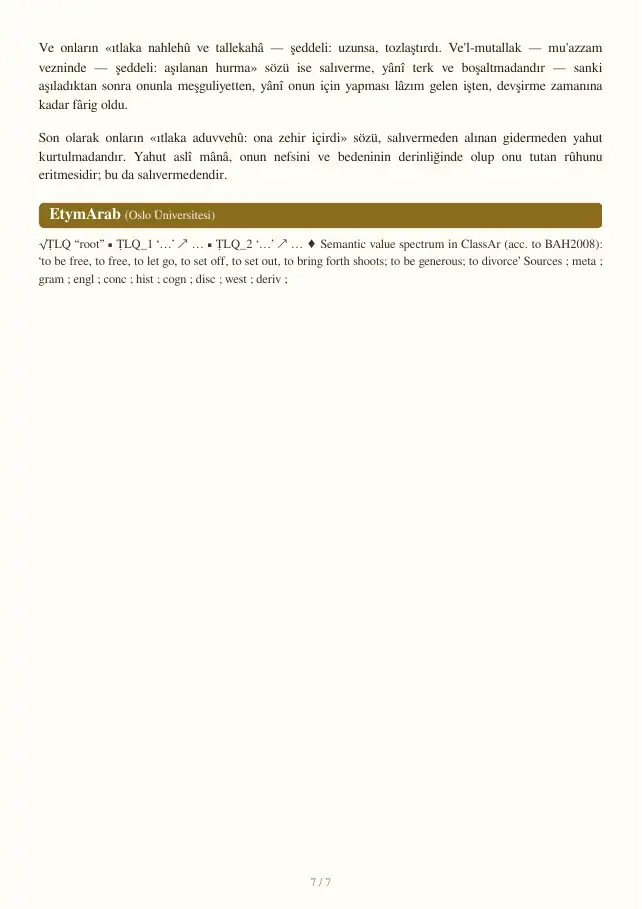 Ve onların «ıtlaka nahlehû ve tallekahâ — şeddeli: uzunsa, tozlaştırdı. Ve'l-mutallak — mu'azzam
vezninde — şeddeli: aşılanan hurma» sözü ise salıverme, yânî terk ve boşaltmadandır — sanki
aşıladıktan sonra onunla meşguliyetten, yânî onun için yapması lâzım gelen işten, devşirme zamanına
kadar fârig oldu.
Son olarak onların «ıtlaka aduvvehû: ona zehir içirdi» sözü, salıvermeden alınan gidermeden yahut
kurtulmadandır. Yahut aslî mânâ, onun nefsini ve bedeninin derinliğinde olup onu tutan rûhunu
eritmesidir; bu da salıvermedendir.
EtymArab (Oslo Üniversitesi)
√ṬLQ “root” ▪ ṬLQ_1 ‘…’ ↗ … ▪ ṬLQ_2 ‘…’ ↗ … ♦ Semantic value spectrum in ClassAr (acc. to BAH2008):
‘to be free, to free, to let go, to set off, to set out, to bring forth shoots; to be generous; to divorce’ Sources ; meta ;
gram ; engl ; conc ; hist ; cogn ; disc ; west ; deriv ;
7 / 7